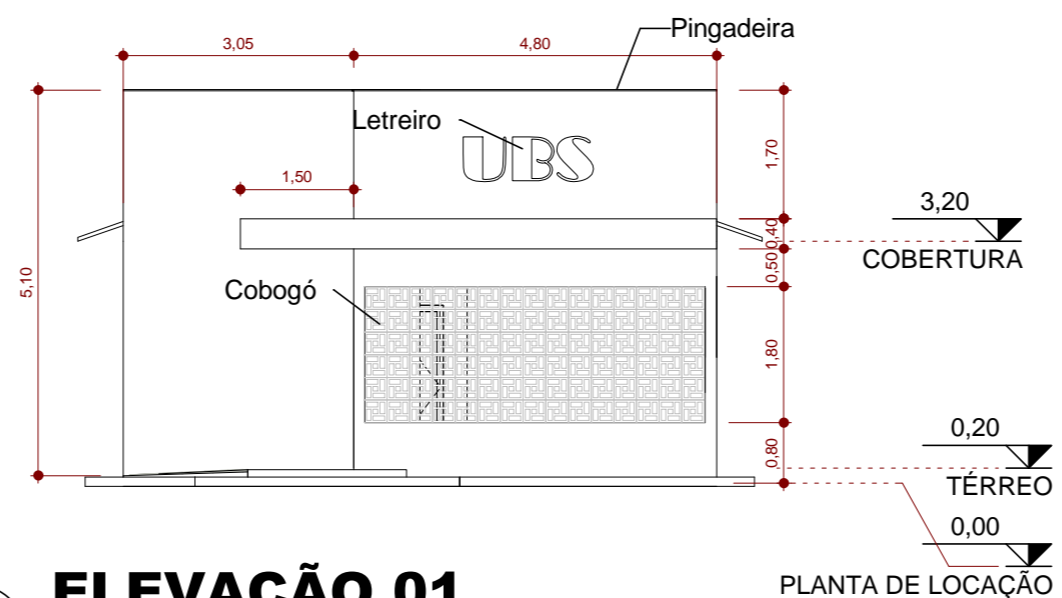 3,05
4,80
Pingadeira
Letreiro
UBS
1,70
1,50
3,20
COBERTURA
0,40
0,50
5,10
Cobogó
1,80
0,20
TÉRREO
0,80
0,00
PLANTA DE LOCAÇÃO
ELEVAÇÃO 01